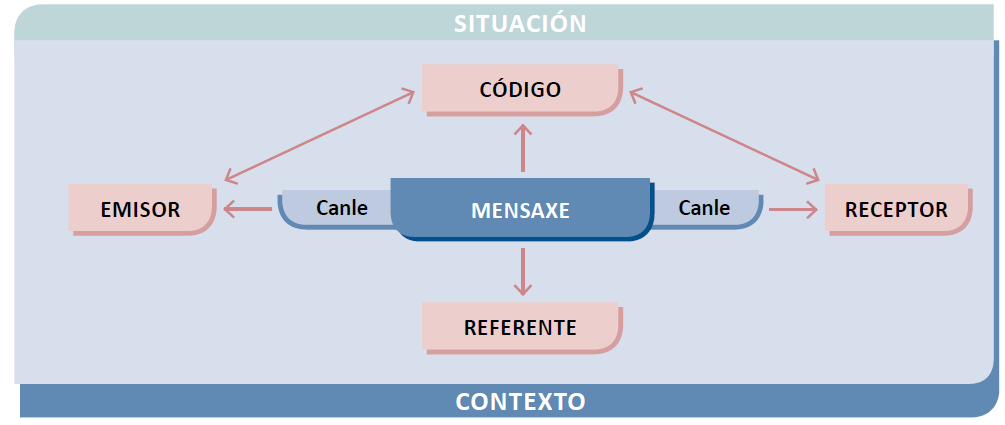 SITUACIÓN
CÓDIGO
EMISOR
Canle
MENSAXE
Canle
RECEPTOR
REFERENTE
CONTEXTO